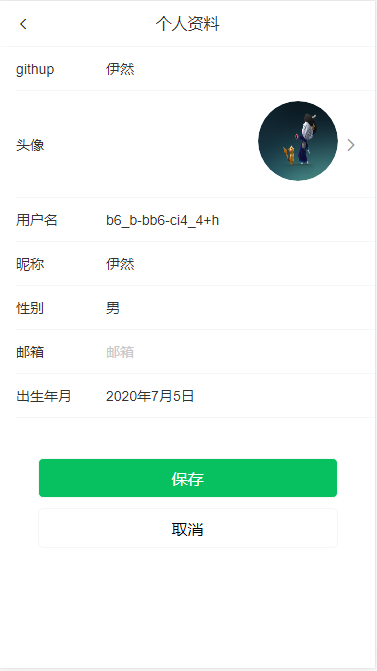 个人资料
githup 伊然
头像
用户名 b6_b-bb6-ci4_4+h
昵称 伊然
性别 男
邮箱 邮箱
出生年月 2020年7月5日
保存
取消